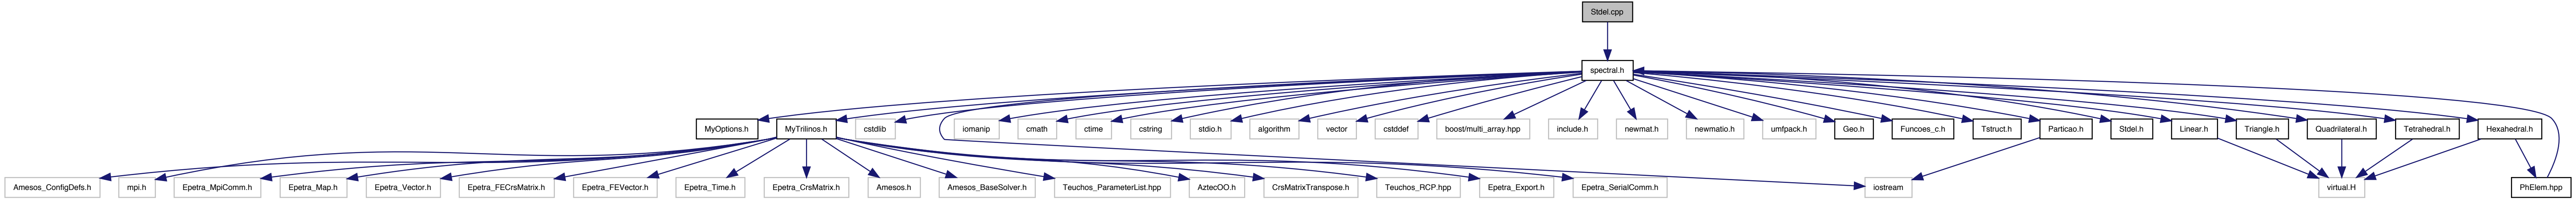 Stdel.cpp
spectral.h
MyOptions.h
MyTrilinos.h
cstdlib
iomanip
cmath
ctime
cstring
stdio.h
algorithm
vector
cstddef
boost/multi_array.hpp
include.h
newmat.h
newmatio.h
umfpack.h
Geo.h
Funcoes_c.h
Tstruct.h
Particao.h
Stdel.h
Linear.h
Triangle.h
Quadrilateral.h
Tetrahedral.h
Hexahedral.h
Amesos_ConfigDefs.h
mpi.h
Epetra_MpiComm.h
Epetra_Map.h
Epetra_Vector.h
Epetra_FECrsMatrix.h
Epetra_FEVector.h
Epetra_Time.h
Epetra_CrsMatrix.h
Amesos.h
Amesos_BaseSolver.h
Teuchos_ParameterList.hpp
AztecOO.h
CrsMatrixTranspose.h
Teuchos_RCP.hpp
Epetra_Export.h
Epetra_SerialComm.h
iostream
virtual.H
PhElem.hpp